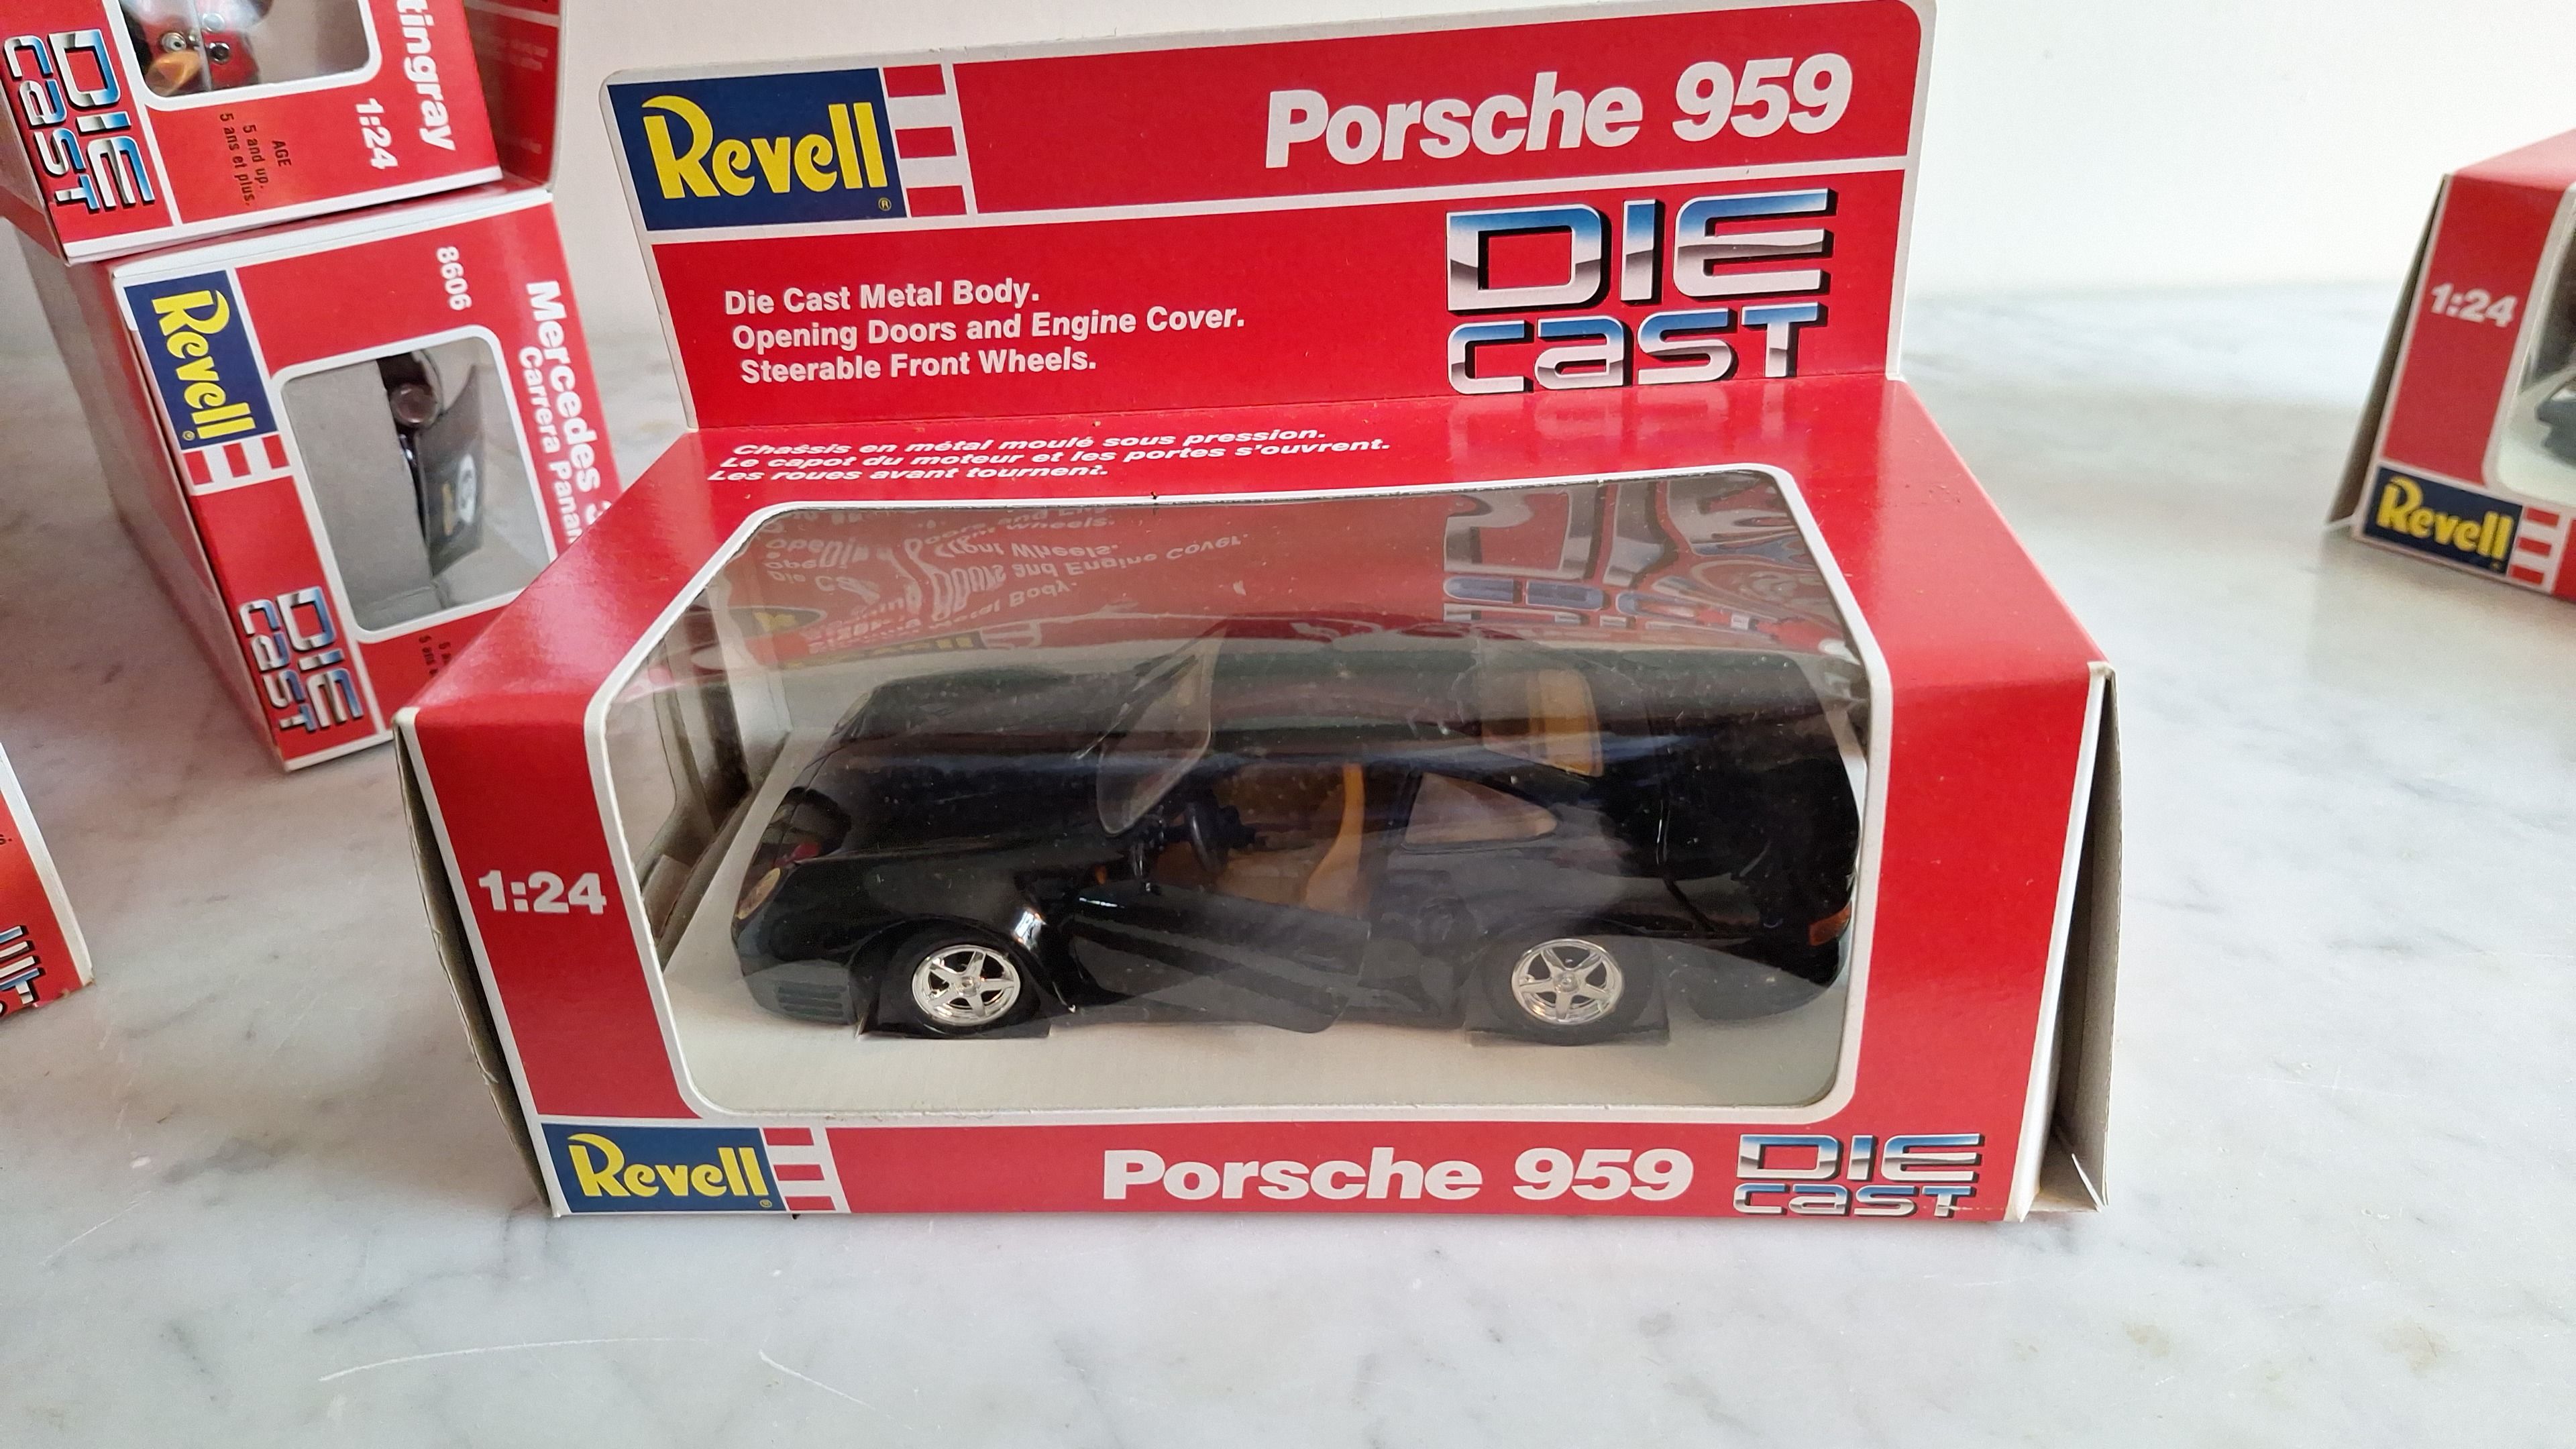 Revell
®
Porsche 959
DIE
cast
Die Cast Metal Body.
Opening Doors and Engine Cover.
Steerable Front Wheels.
Chaŝsis en métal moulé sous pression.
Le capot du moteur et les portes s'ouvrent.
Les roues avant tournent.
1:24
Revell
®
Porsche 959
DIE
cast
tingray
1:24
AGE
5 and up.
5 ans et plus.
DIE
cast
8606
Mercedes
Carrera
Revell
®
DIE
cast
1:24
Revell